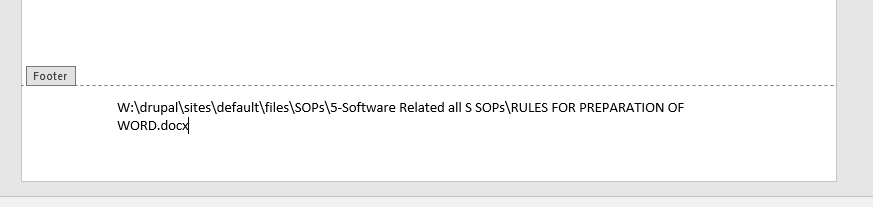 Footer
W:\drupal\sites\default\files\SOPs\5-Software Related all S SOPs\RULES FOR PREPARATION OF
WORD.docx